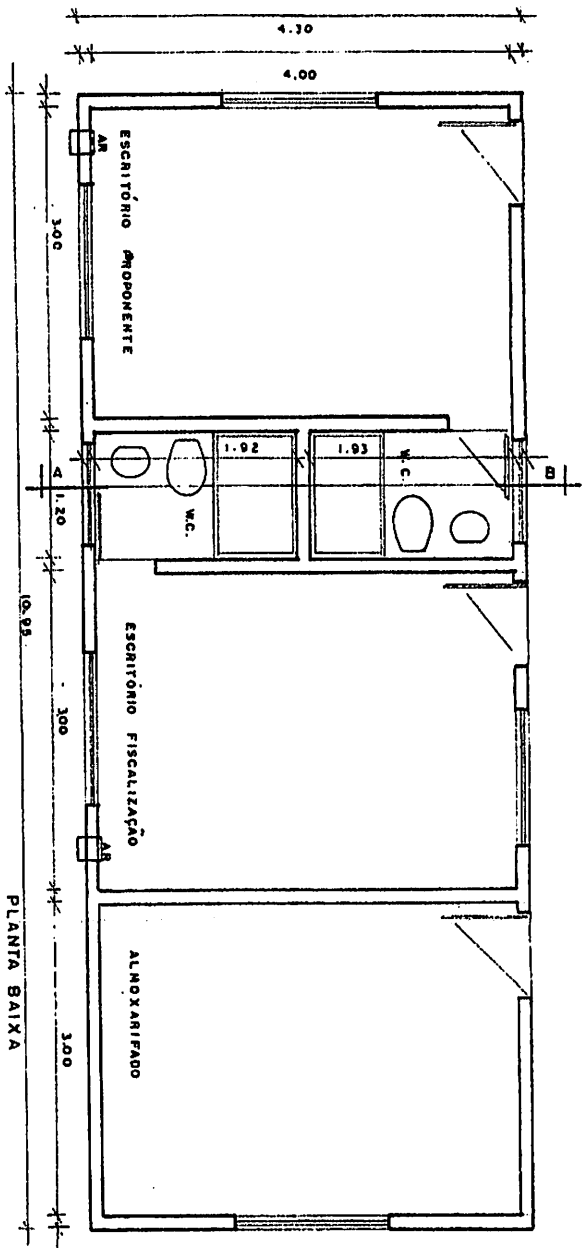 4.30
4.00
AR
ESCRITÓRIO PROPONENTE
3.00
A
1.92
1.93
W.C.
B
1.20
W.C.
10.95
ESCRITÓRIO FISCALIZAÇÃO
3.00
AR
PLANTA BAIXA
ALMOXARIFADO
3.00